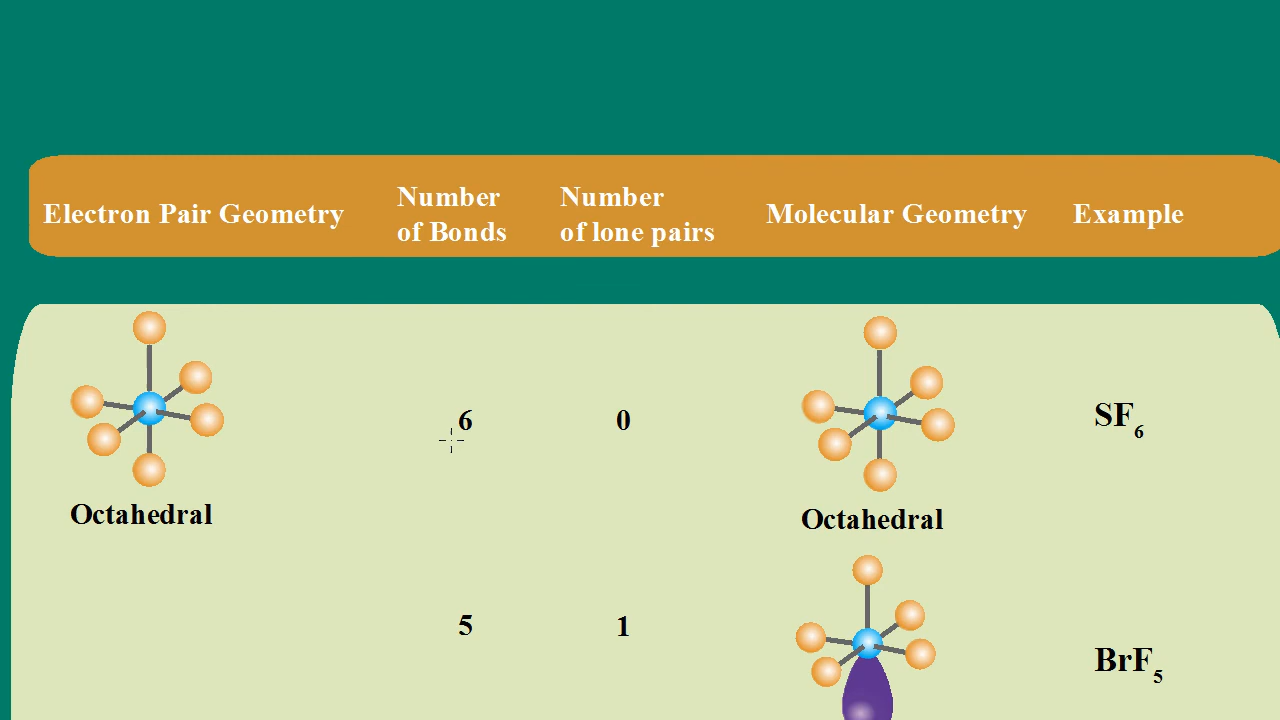 Electron Pair Geometry
Number
of Bonds
Number
of lone pairs
Molecular Geometry
Example
6
0
SF₆
Octahedral
Octahedral
5
1
BrF₅